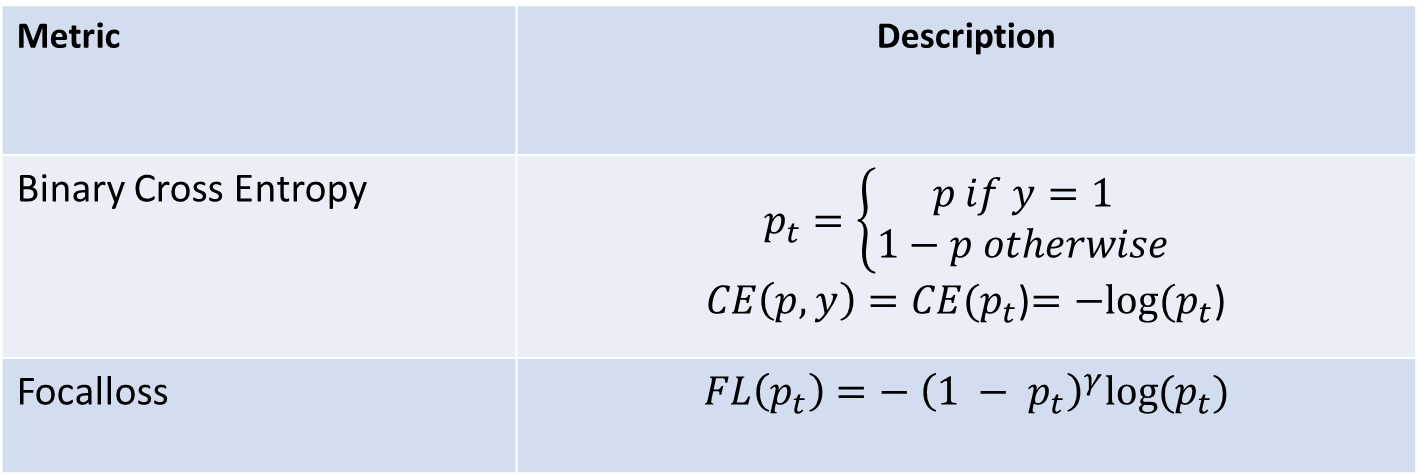 Metric
Description
Binary Cross Entropy
p_t = { p if y = 1
1 − p otherwise
CE(p, y) = CE(p_t)= −log(p_t)
Focalloss
FL(p_t) = − (1 − p_t)^γ log(p_t)